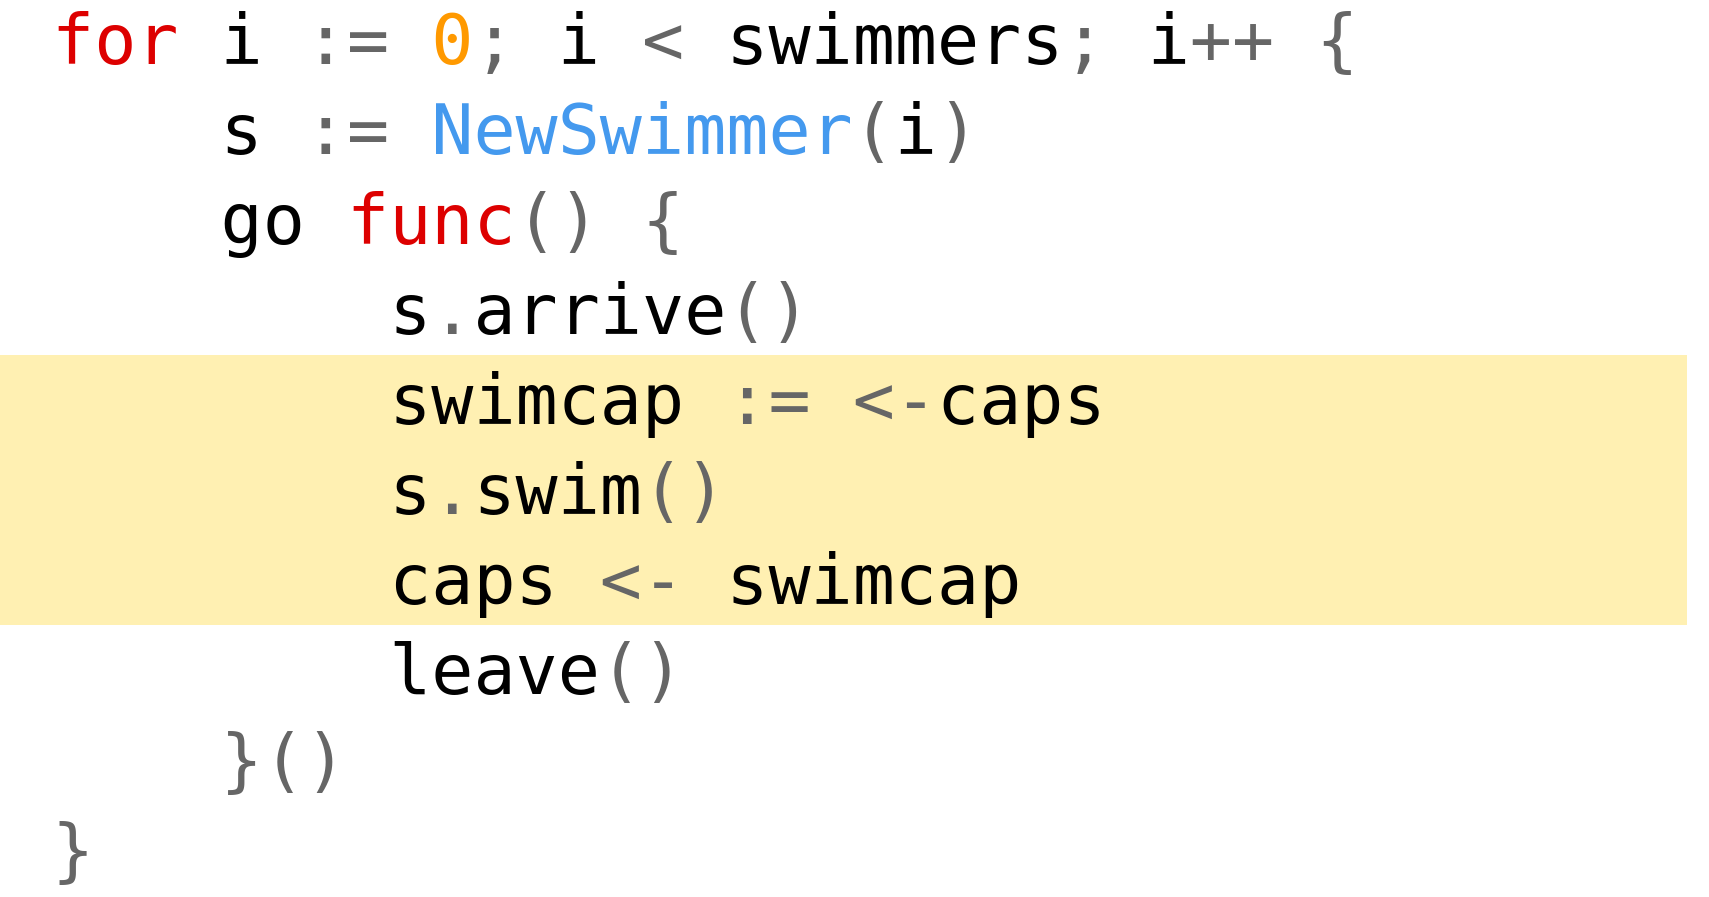 for i := 0; i < swimmers; i++ {
    s := NewSwimmer(i)
    go func() {
        s.arrive()
        swimcap := <-caps
        s.swim()
        caps <- swimcap
        leave()
    }()
}